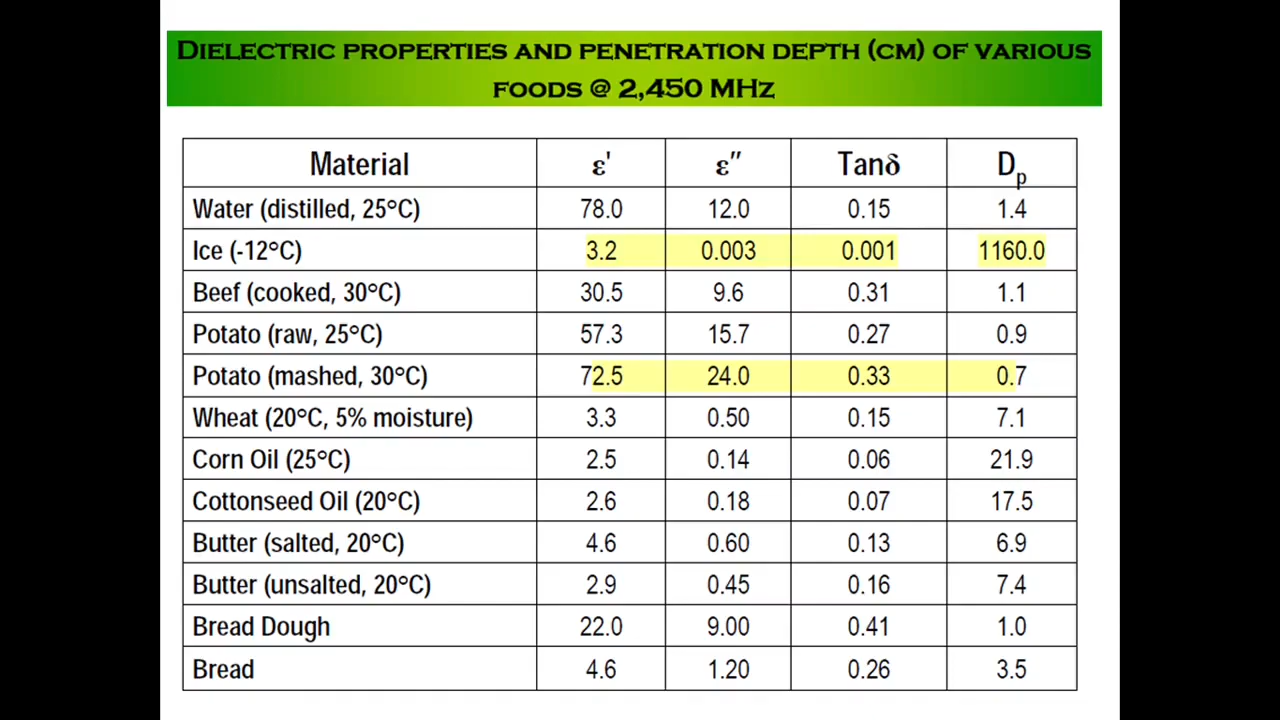 Dielectric properties and penetration depth (cm) of various
foods @ 2,450 MHz
Material ε' ε″ Tanδ Dp
Water (distilled, 25°C) 78.0 12.0 0.15 1.4
Ice (-12°C) 3.2 0.003 0.001 1160.0
Beef (cooked, 30°C) 30.5 9.6 0.31 1.1
Potato (raw, 25°C) 57.3 15.7 0.27 0.9
Potato (mashed, 30°C) 72.5 24.0 0.33 0.7
Wheat (20°C, 5% moisture) 3.3 0.50 0.15 7.1
Corn Oil (25°C) 2.5 0.14 0.06 21.9
Cottonseed Oil (20°C) 2.6 0.18 0.07 17.5
Butter (salted, 20°C) 4.6 0.60 0.13 6.9
Butter (unsalted, 20°C) 2.9 0.45 0.16 7.4
Bread Dough 22.0 9.00 0.41 1.0
Bread 4.6 1.20 0.26 3.5